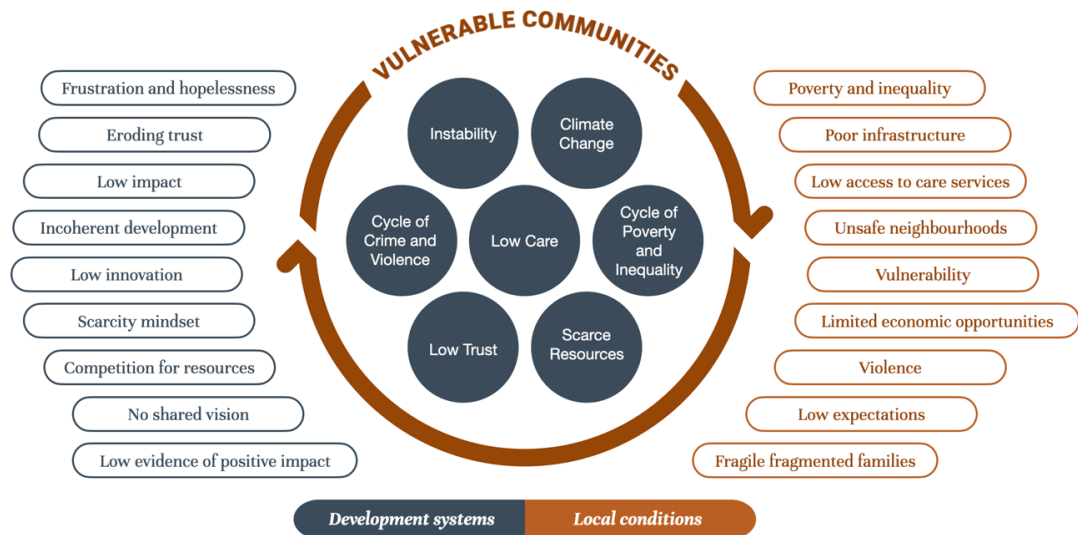 VULNERABLE COMMUNITIES
Frustration and hopelessness
Eroding trust
Low impact
Incoherent development
Low innovation
Scarcity mindset
Competition for resources
No shared vision
Low evidence of positive impact
Instability
Climate
Change
Cycle of
Crime and
Violence
Low Care
Cycle of
Poverty
and
Inequality
Low Trust
Scarce
Resources
Poverty and inequality
Poor infrastructure
Low access to care services
Unsafe neighbourhoods
Vulnerability
Limited economic opportunities
Violence
Low expectations
Fragile fragmented families
Development systems
Local conditions